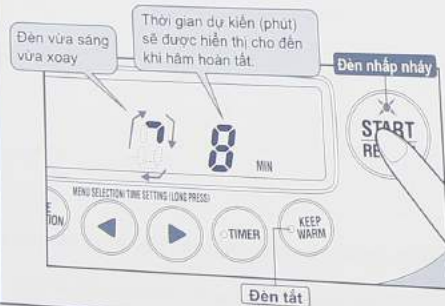 Đèn vừa sáng
vừa xoay
Thời gian dự kiến (phút)
sẽ được hiển thị cho đến
khi hâm hoàn tất.
Đèn nhấp nháy
8
MIN
START
MENU SELECTION/ TIME SETTING (LONG PRESS)
TIMER
KEEP
WARM
Đèn tắt